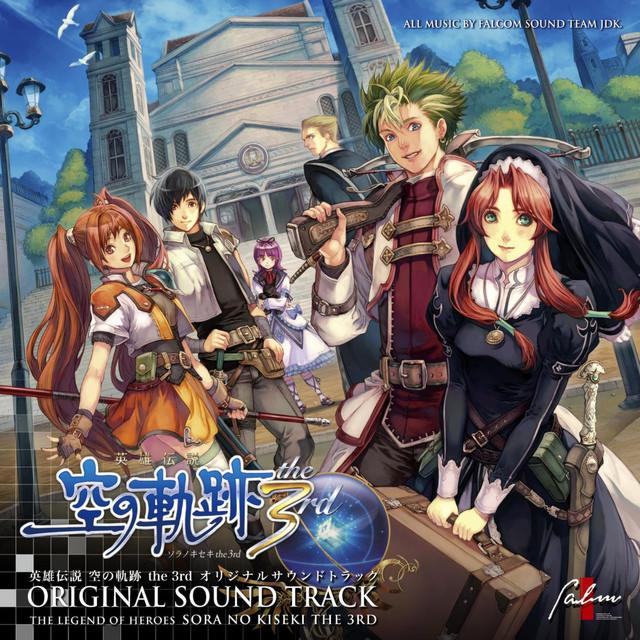 ALL MUSIC BY FALCOM SOUND TEAM JDK.
英雄伝説
空の軌跡 the 3rd
ソラノキセキ the 3rd
英雄伝説 空の軌跡 the 3rd オリジナルサウンドトラック
ORIGINAL SOUND TRACK
THE LEGEND OF HEROES SORA NO KISEKI THE 3RD
Falcom